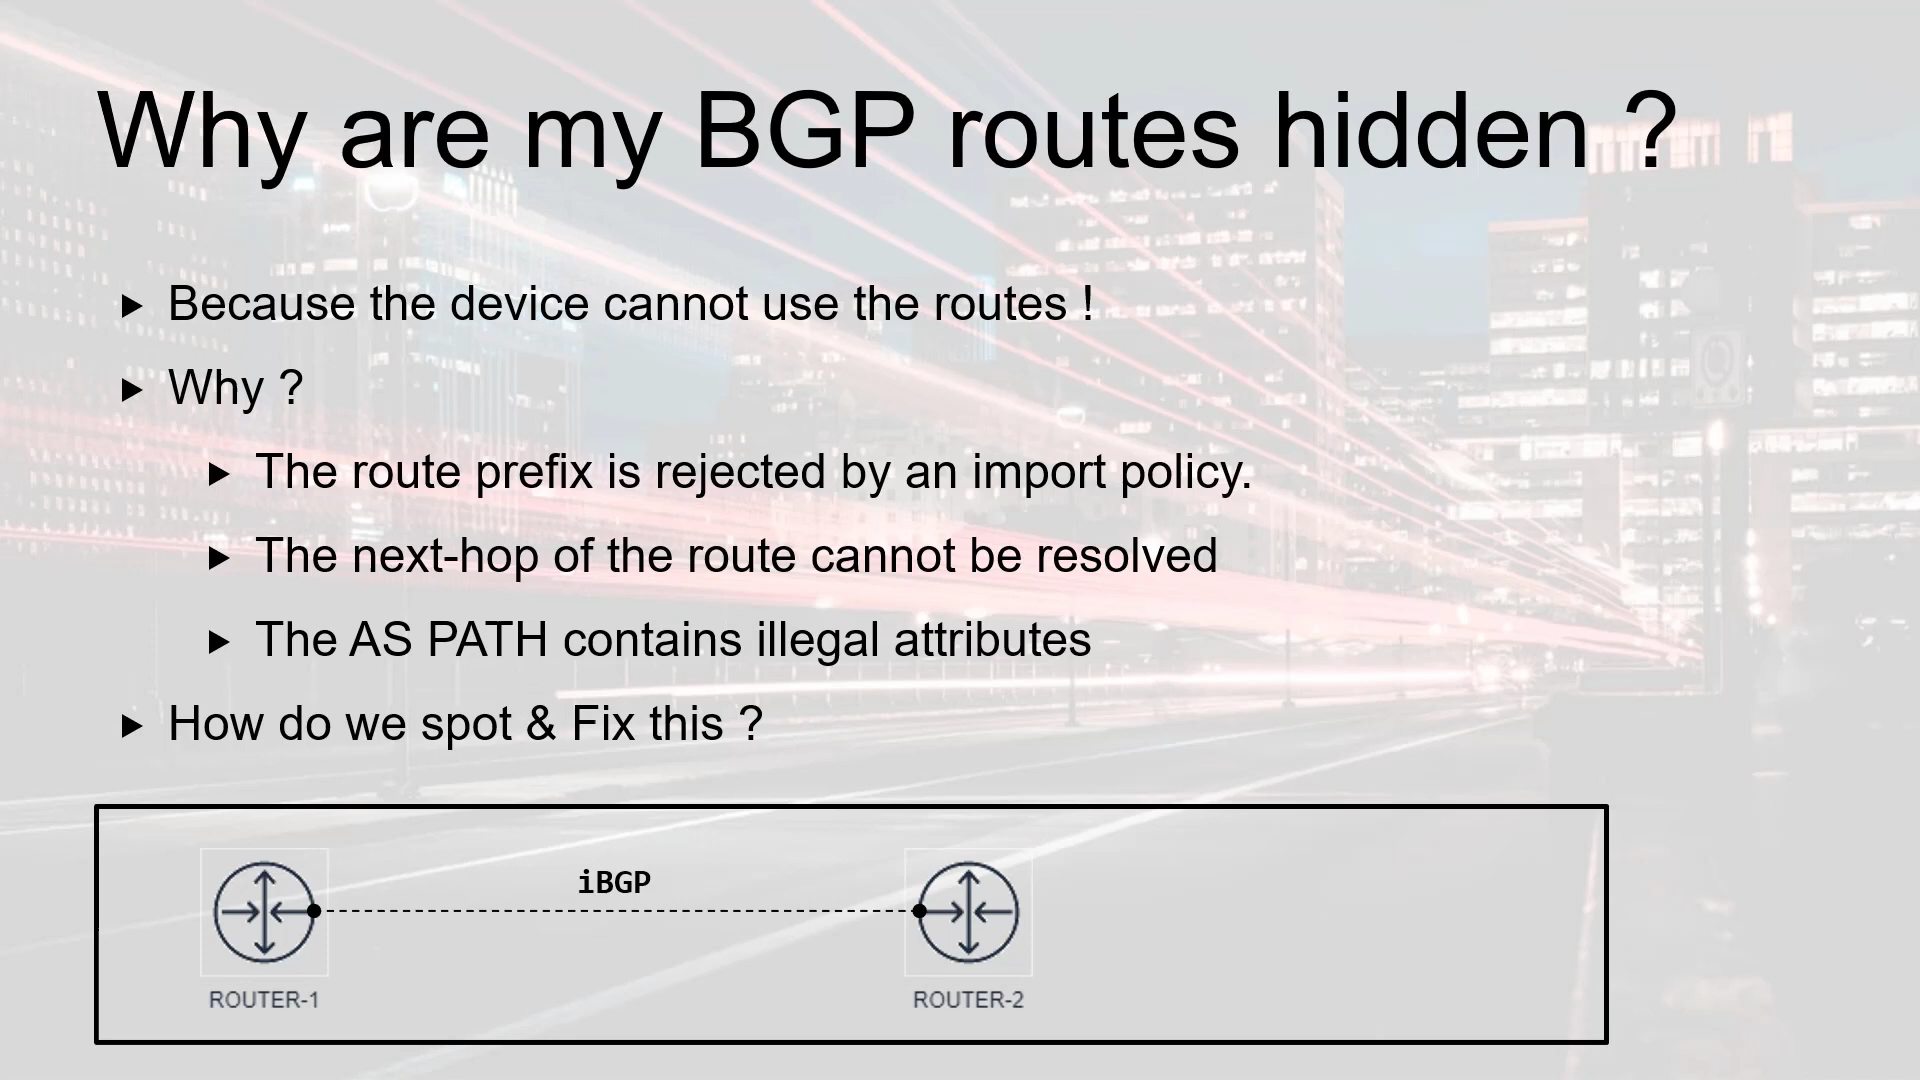 Why are my BGP routes hidden ?
Because the device cannot use the routes !
Why ?
The route prefix is rejected by an import policy.
The next-hop of the route cannot be resolved
The AS PATH contains illegal attributes
How do we spot & Fix this ?
iBGP
ROUTER-1
ROUTER-2